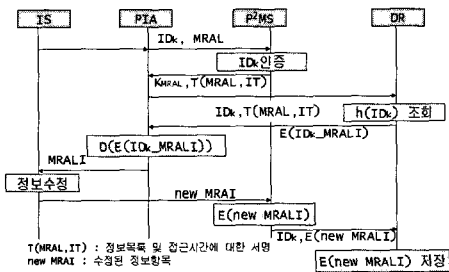 IS PIA P²MS DR
IDk, MRAL
IDk인증
KMRAL,T(MRAL,IT)
IDk,T(MRAL,IT)
h(IDk) 조회
E(IDk_MRALI)
D(E(IDk_MRALI))
MRALI
정보수정
new MRAI
E(new MRALI)
IDk,E(new MRALI)
T(MRAL,IT) : 정보목록 및 접근시간에 대한 서명
new MRAI : 수정된 정보항목
E(new MRALI) 저장